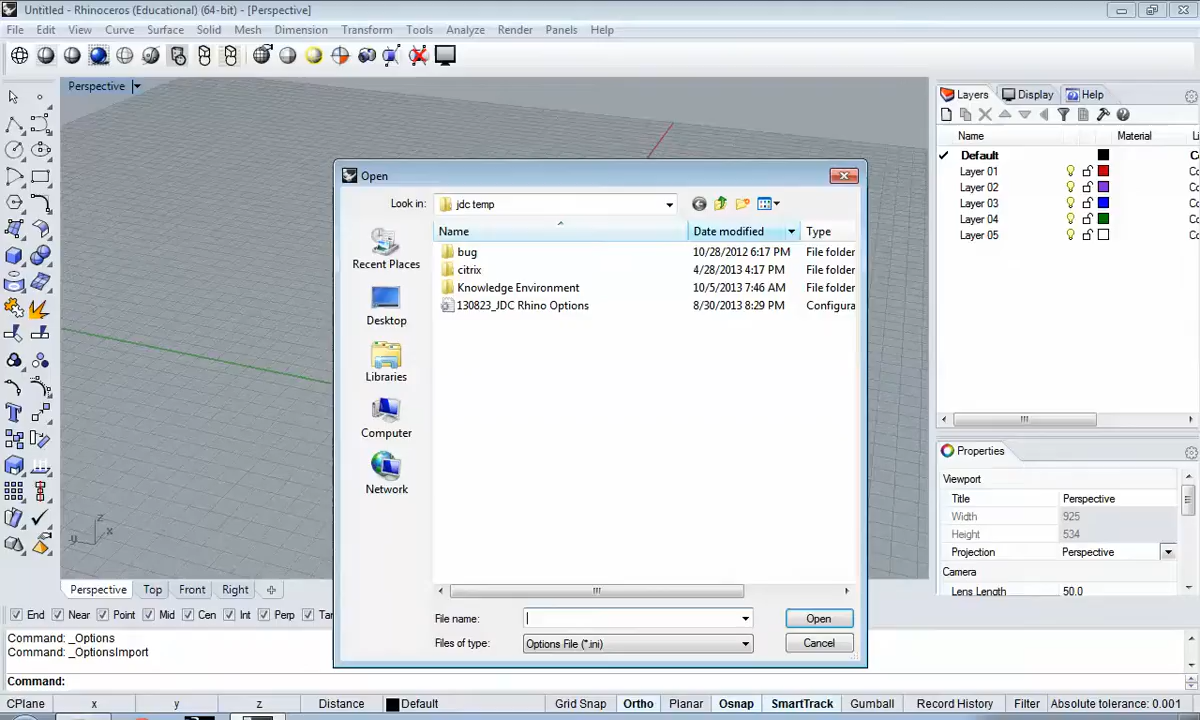 Untitled - Rhinoceros (Educational) (64-bit) - [Perspective]
File Edit View Curve Surface Solid Mesh Dimension Transform Tools Analyze Render Panels Help
Perspective
Open
Look in: jdc temp
Name Date modified Type
bug 10/28/2012 6:17 PM File folder
citrix 4/28/2013 4:17 PM File folder
Knowledge Environment 10/5/2013 7:46 AM File folder
130823_JDC Rhino Options 8/30/2013 8:29 PM Configura
Recent Places
Desktop
Libraries
Computer
Network
File name: Open
Files of type: Options File (*.ini) Cancel
Layers Display Help
Name Material Li
Default C
Layer 01 Co
Layer 02 Co
Layer 03 Co
Layer 04 Co
Layer 05 Co
Properties
Viewport
Title Perspective
Width 925
Height 534
Projection Perspective
Camera
Lens Length 50.0
z
y x
Perspective Top Front Right
End Near Point Mid Cen Int Perp Tan
Command: _Options
Command: _OptionsImport
Command:
CPlane x y z Distance Default Grid Snap Ortho Planar Osnap SmartTrack Gumball Record History Filter Absolute tolerance: 0.001